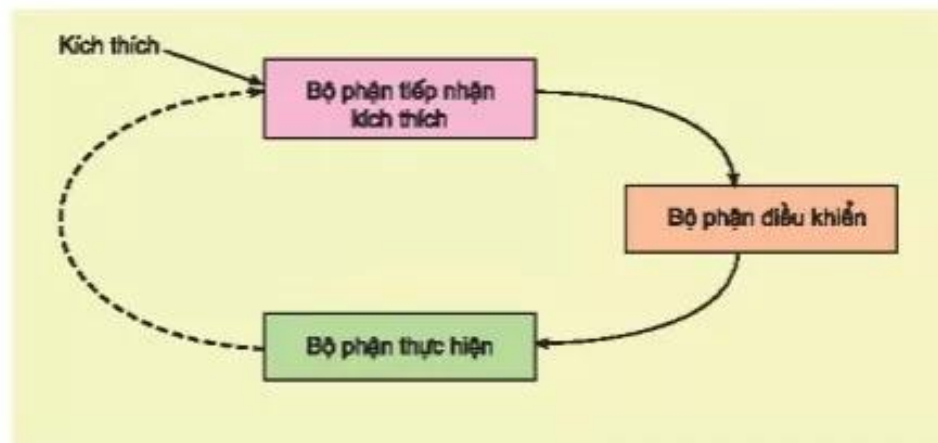 Kích thích
Bộ phận tiếp nhận
kích thích
Bộ phận điều khiển
Bộ phận thực hiện